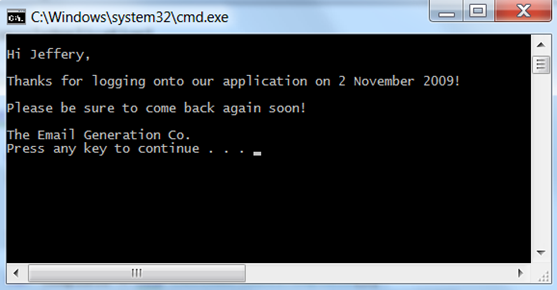 C:\Windows\system32\cmd.exe
Hi Jeffery,
Thanks for logging onto our application on 2 November 2009!
Please be sure to come back again soon!
The Email Generation Co.
Press any key to continue . . .